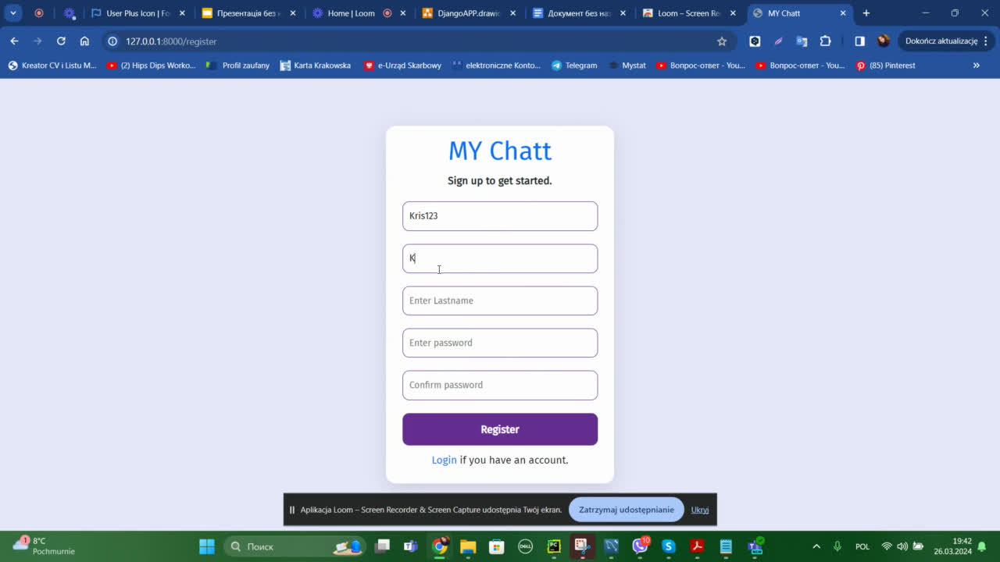 User Plus Icon | Fo
Презентація без н
Home | Loom
DjangoAPP.drawio
Документ без наз
Loom – Screen Re
MY Chatt
127.0.0.1:8000/register
Dokończ aktualizację
Kreator CV i Listu M...
(2) Hips Dips Worko...
Profil zaufany
Karta Krakowska
e-Urząd Skarbowy
elektroniczne Konto...
Telegram
Mystat
Вопрос-ответ - You...
Вопрос-ответ - You...
(85) Pinterest
MY Chatt
Sign up to get started.
Kris123
K
Enter Lastname
Enter password
Confirm password
Register
Login if you have an account.
Aplikacja Loom – Screen Recorder & Screen Capture udostępnia Twój ekran.
Zatrzymaj udostępnianie
Ukryj
1
8°C
Pochmurnie
Поиск
DELL
PC
10
POL
19:42
26.03.2024